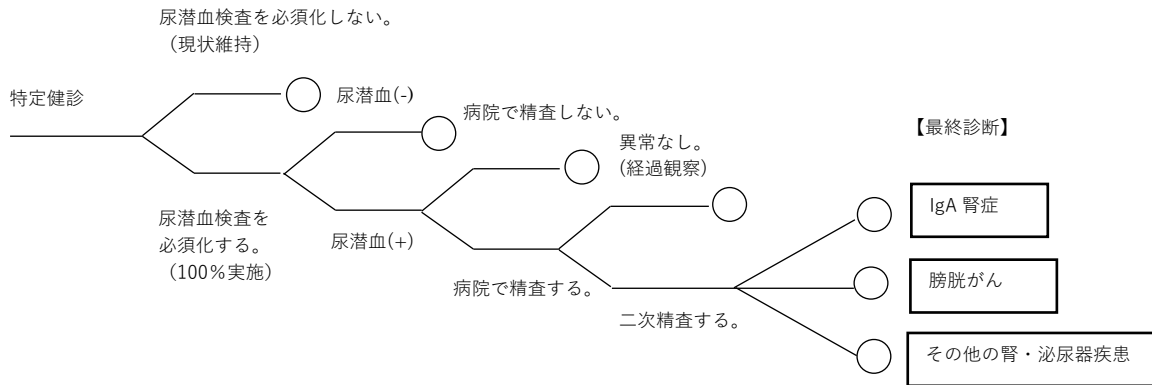 尿潜血検査を必須化しない。
（現状維持）
特定健診
尿潜血(-)
病院で精査しない。
異常なし。
(経過観察)
【最終診断】
IgA 腎症
尿潜血検査を
必須化する。
（100%実施）
尿潜血(+)
病院で精査する。
膀胱がん
二次精査する。
その他の腎・泌尿器疾患